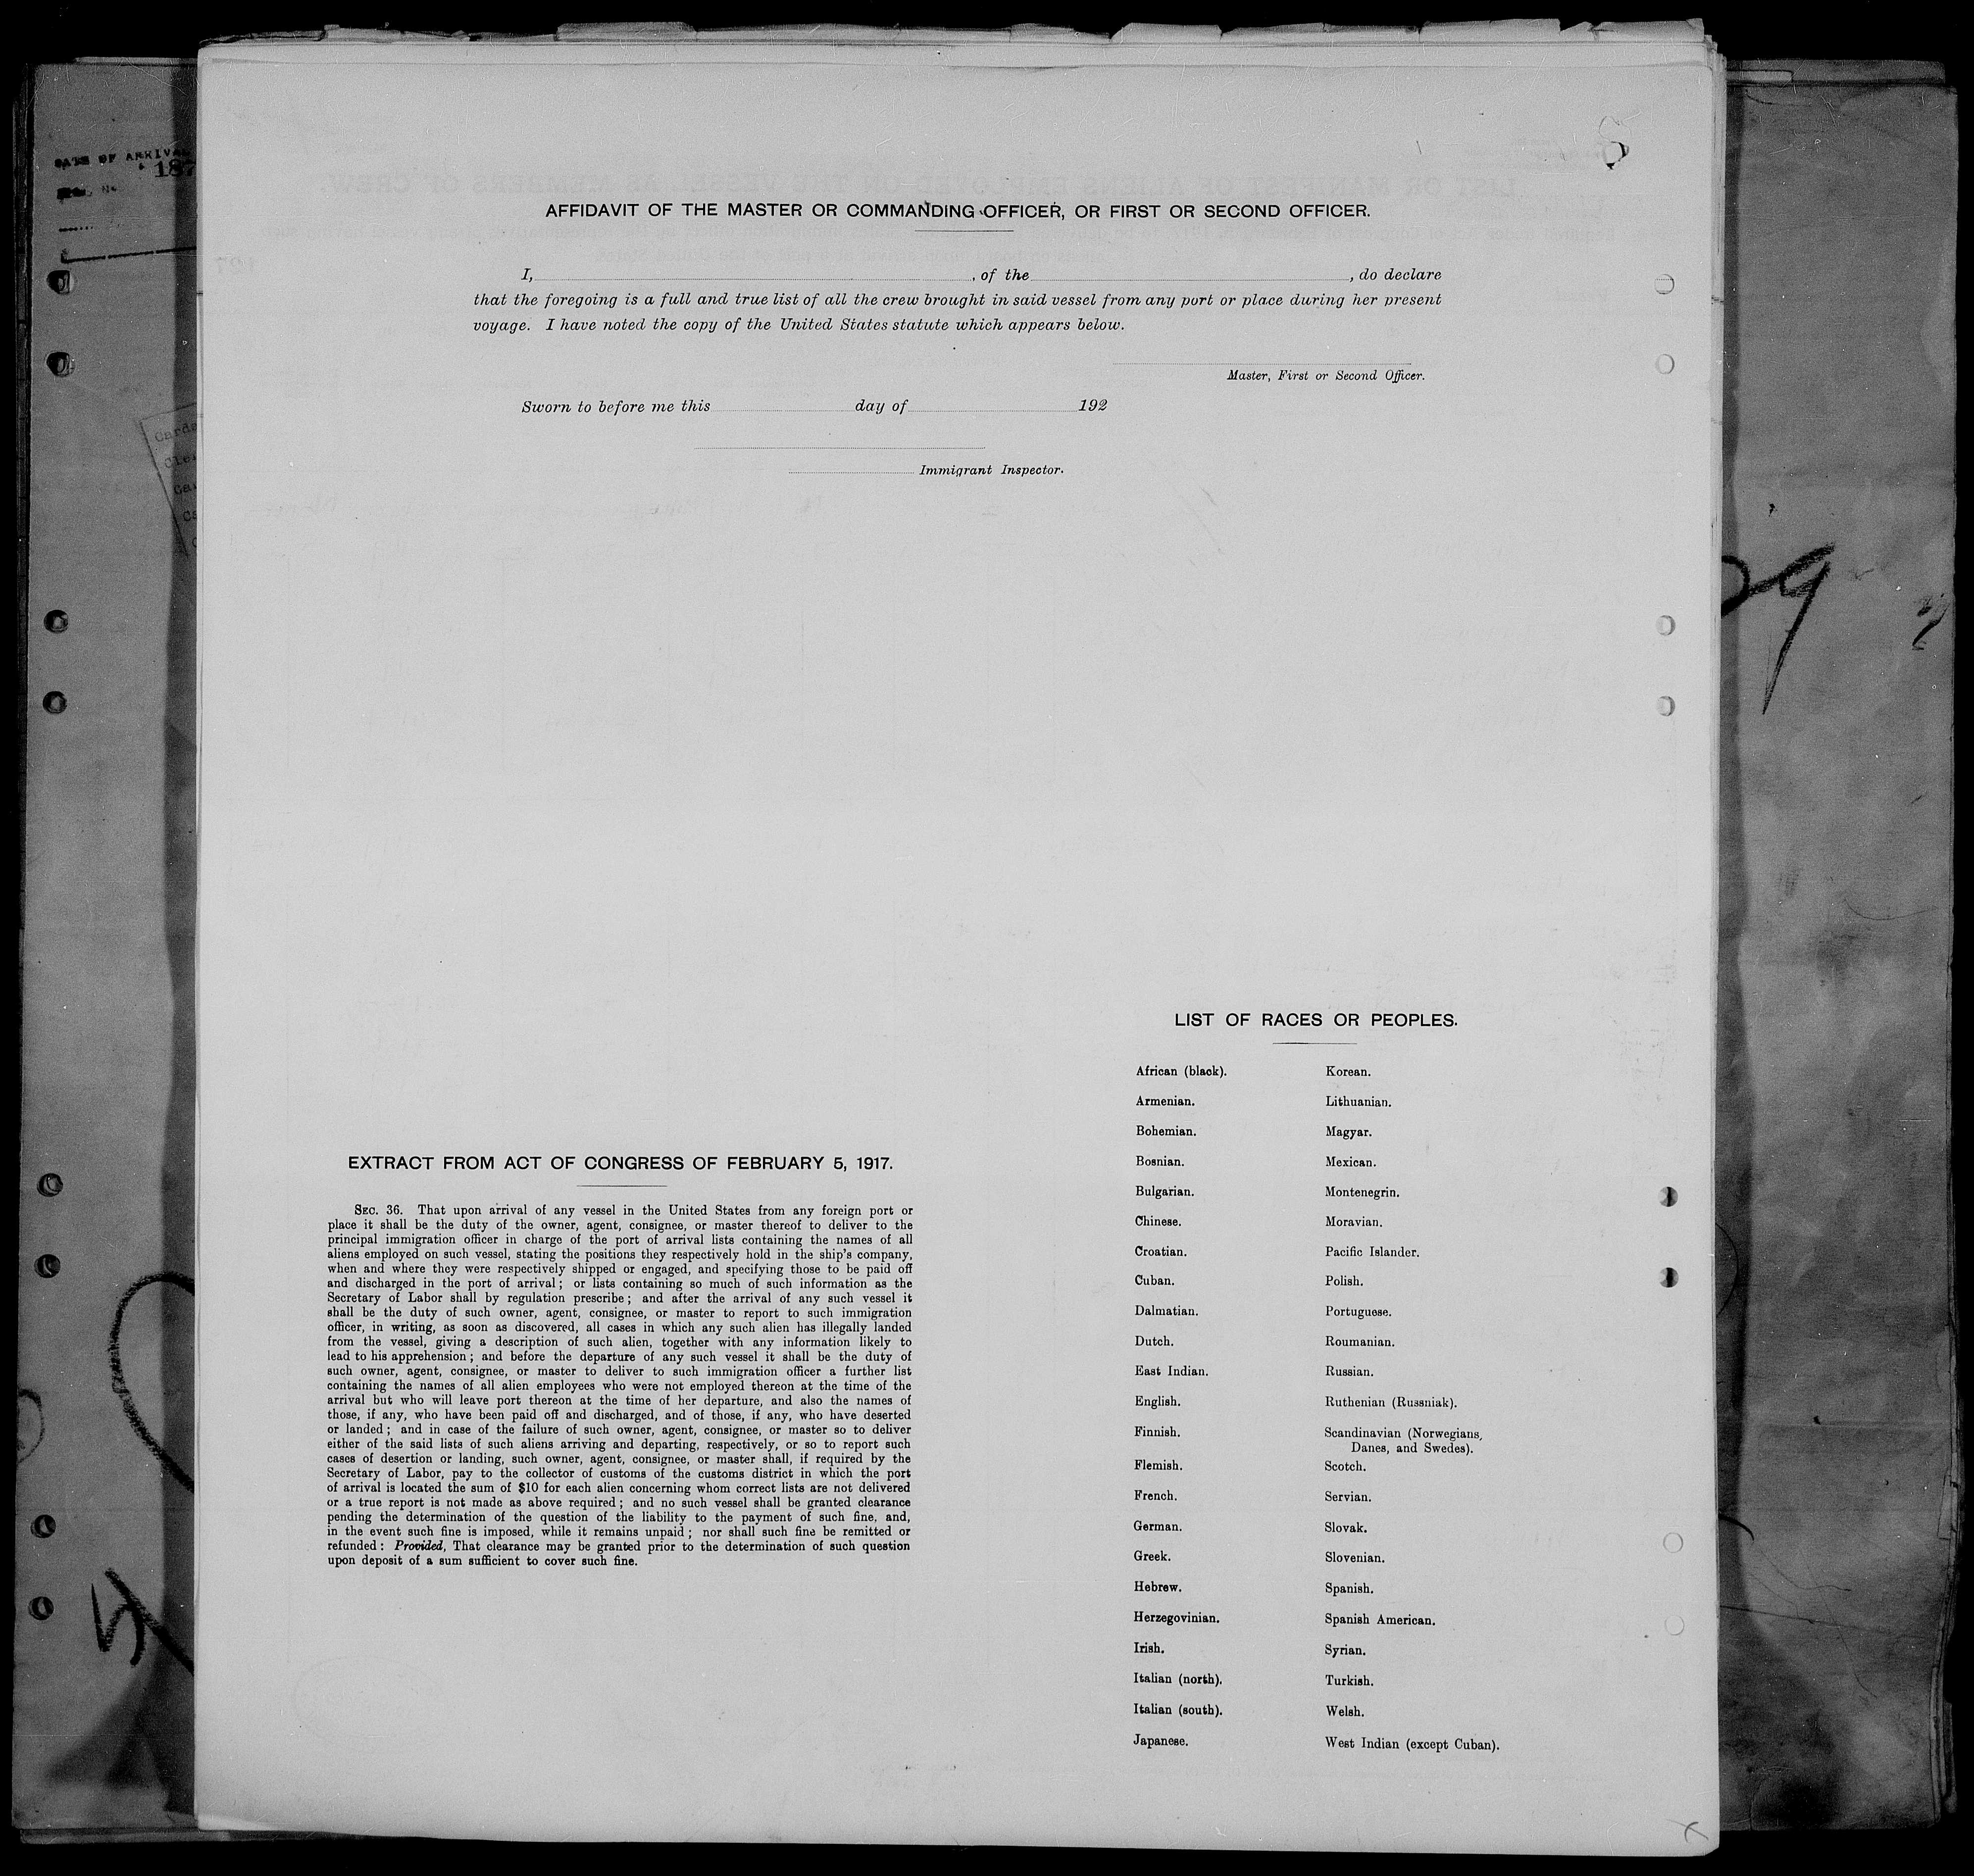 DATE OF ARRIVAL
187
AFFIDAVIT OF THE MASTER OR COMMANDING OFFICER, OR FIRST OR SECOND OFFICER.
I, , of the , do declare
that the foregoing is a full and true list of all the crew brought in said vessel from any port or place during her present
voyage. I have noted the copy of the United States statute which appears below.
Master, First or Second Officer.
Sworn to before me this day of 192
Immigrant Inspector.
EXTRACT FROM ACT OF CONGRESS OF FEBRUARY 5, 1917.
SEC. 36. That upon arrival of any vessel in the United States from any foreign port or
place it shall be the duty of the owner, agent, consignee, or master thereof to deliver to the
principal immigration officer in charge of the port of arrival lists containing the names of all
aliens employed on such vessel, stating the positions they respectively hold in the ship's company,
when and where they were respectively shipped or engaged, and specifying those to be paid off
and discharged in the port of arrival; or lists containing so much of such information as the
Secretary of Labor shall by regulation prescribe; and after the arrival of any such vessel it
shall be the duty of such owner, agent, consignee, or master to report to such immigration
officer, in writing, as soon as discovered, all cases in which any such alien has illegally landed
from the vessel, giving a description of such alien, together with any information likely to
lead to his apprehension; and before the departure of any such vessel it shall be the duty of
such owner, agent, consignee, or master to deliver to such immigration officer a further list
containing the names of all alien employees who were not employed thereon at the time of the
arrival but who will leave port thereon at the time of her departure, and also the names of
those, if any, who have been paid off and discharged, and of those, if any, who have deserted
or landed; and in case of the failure of such owner, agent, consignee, or master so to deliver
either of the said lists of such aliens arriving and departing, respectively, or so to report such
cases of desertion or landing, such owner, agent, consignee, or master shall, if required by the
Secretary of Labor, pay to the collector of customs of the customs district in which the port
of arrival is located the sum of $10 for each alien concerning whom correct lists are not delivered
or a true report is not made as above required; and no such vessel shall be granted clearance
pending the determination of the question of the liability to the payment of such fine, and,
in the event such fine is imposed, while it remains unpaid; nor shall such fine be remitted or
refunded: Provided, That clearance may be granted prior to the determination of such question
upon deposit of a sum sufficient to cover such fine.
LIST OF RACES OR PEOPLES.
African (black).
Armenian.
Bohemian.
Bosnian.
Bulgarian.
Chinese.
Croatian.
Cuban.
Dalmatian.
Dutch.
East Indian.
English.
Finnish.
Flemish.
French.
German.
Greek.
Hebrew.
Herzegovinian.
Irish.
Italian (north).
Italian (south).
Japanese.
Korean.
Lithuanian.
Magyar.
Mexican.
Montenegrin.
Moravian.
Pacific Islander.
Polish.
Portuguese.
Roumanian.
Russian.
Ruthenian (Russniak).
Scandinavian (Norwegians,
Danes, and Swedes).
Scotch.
Servian.
Slovak.
Slovenian.
Spanish.
Spanish American.
Syrian.
Turkish.
Welsh.
West Indian (except Cuban).